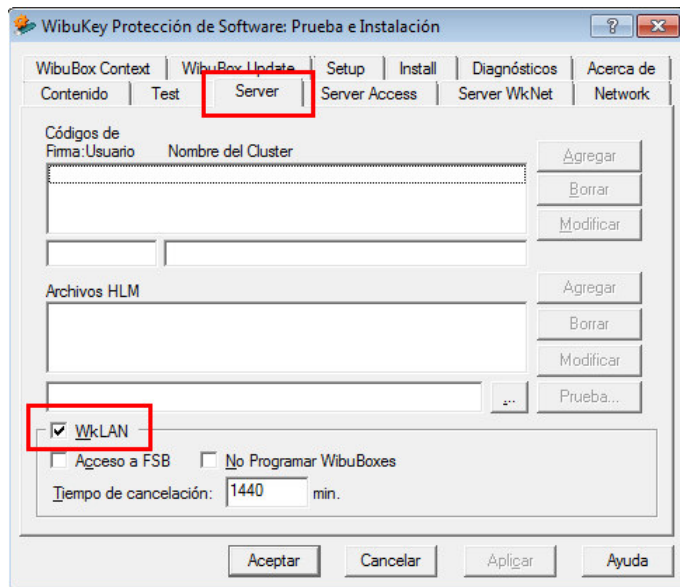 WibuKey Protección de Software: Prueba e Instalación
WibuBox Context WibuBox Update Setup Install Diagnósticos Acerca de
Contenido Test Server Server Access Server WkNet Network
Códigos de
Firma:Usuario Nombre del Cluster
Agregar
Borrar
Modificar
Archivos HLM
Agregar
Borrar
Modificar
... Prueba...
WkLAN
Acceso a FSB No Programar WibuBoxes
Tiempo de cancelación: 1440 min.
Aceptar Cancelar Aplicar Ayuda